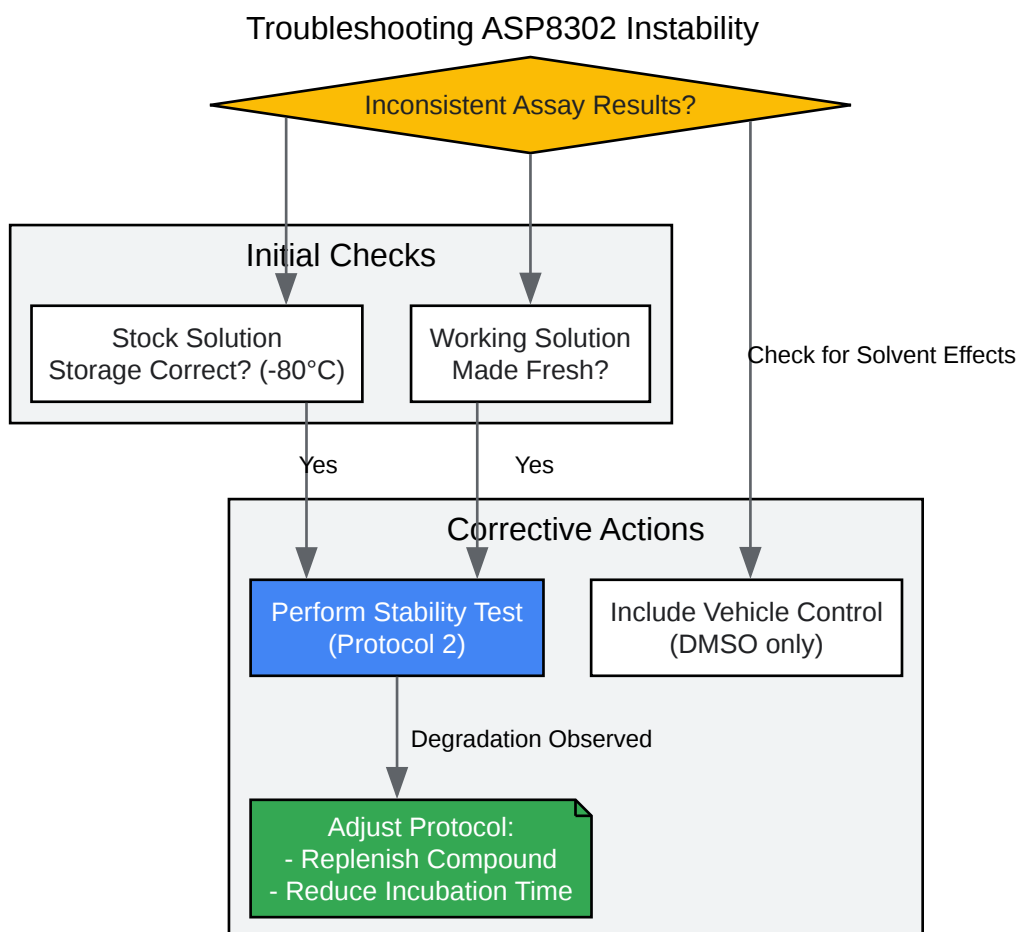 Troubleshooting ASP8302 Instability
Inconsistent Assay Results?
Initial Checks
Stock Solution
Storage Correct? (-80°C)
Working Solution
Made Fresh?
Check for Solvent Effects
Yes
Yes
Corrective Actions
Perform Stability Test
(Protocol 2)
Include Vehicle Control
(DMSO only)
Degradation Observed
Adjust Protocol:
- Replenish Compound
- Reduce Incubation Time